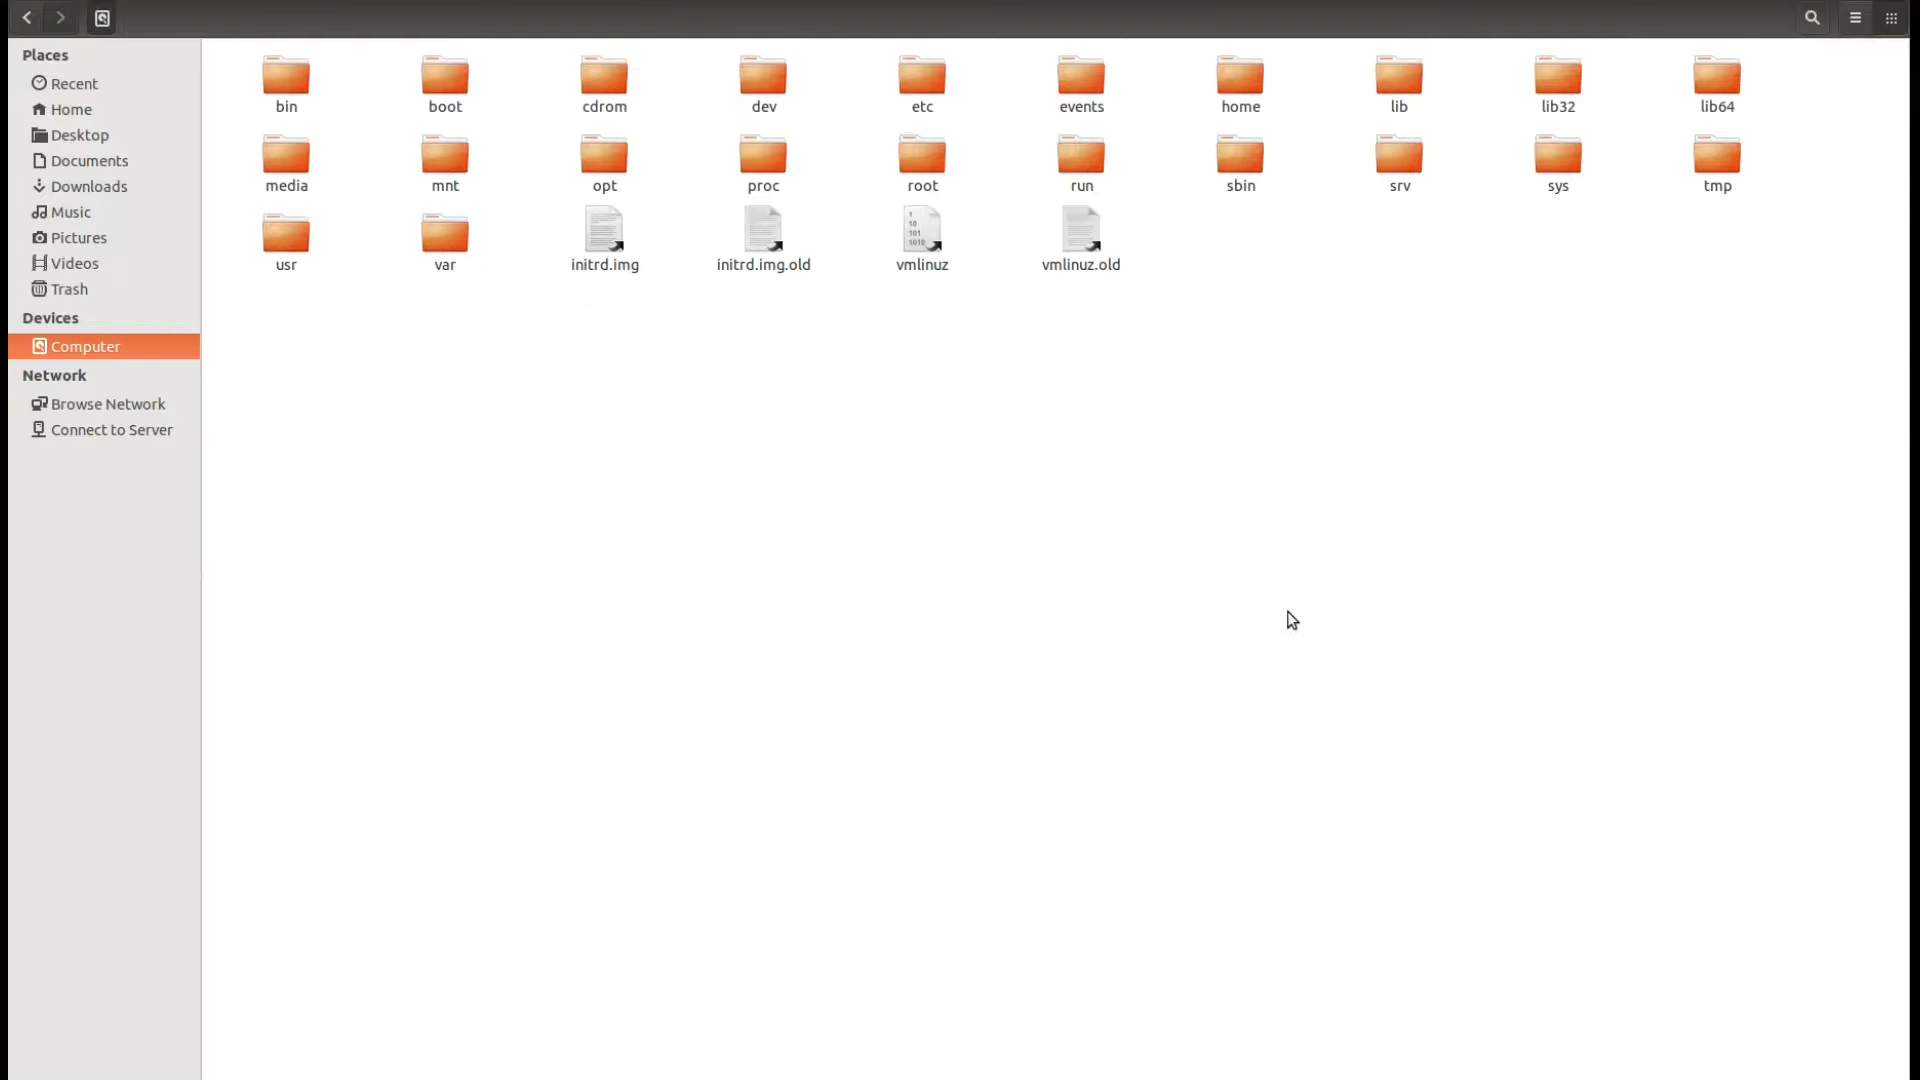 Places
Recent
Home
Desktop
Documents
Downloads
Music
Pictures
Videos
Trash
Devices
Computer
Network
Browse Network
Connect to Server
bin boot cdrom dev etc events home lib lib32 lib64
media mnt opt proc root run sbin srv sys tmp
usr var initrd.img initrd.img.old vmlinuz vmlinuz.old